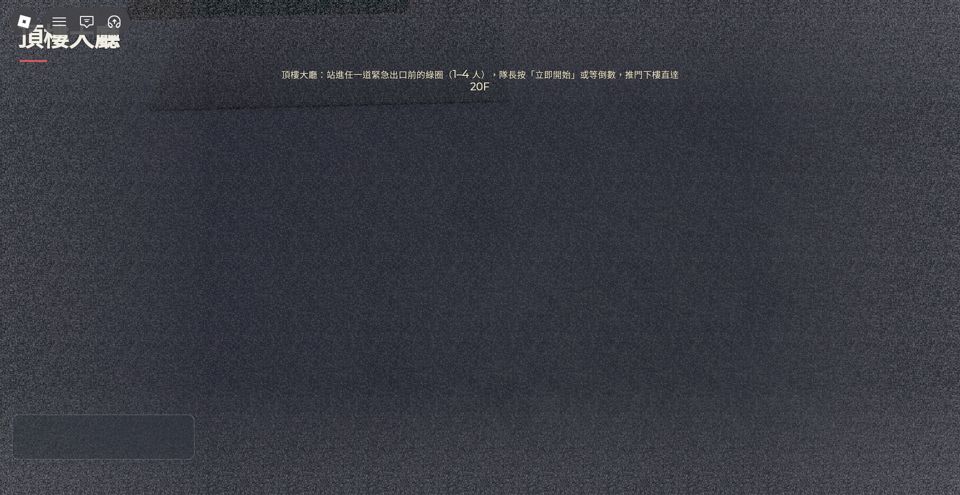 頂樓大廳
頂樓大廳：站進任一道緊急出口前的綠圈（1–4 人），隊長按「立即開始」或等倒數，推門下樓直達
20F